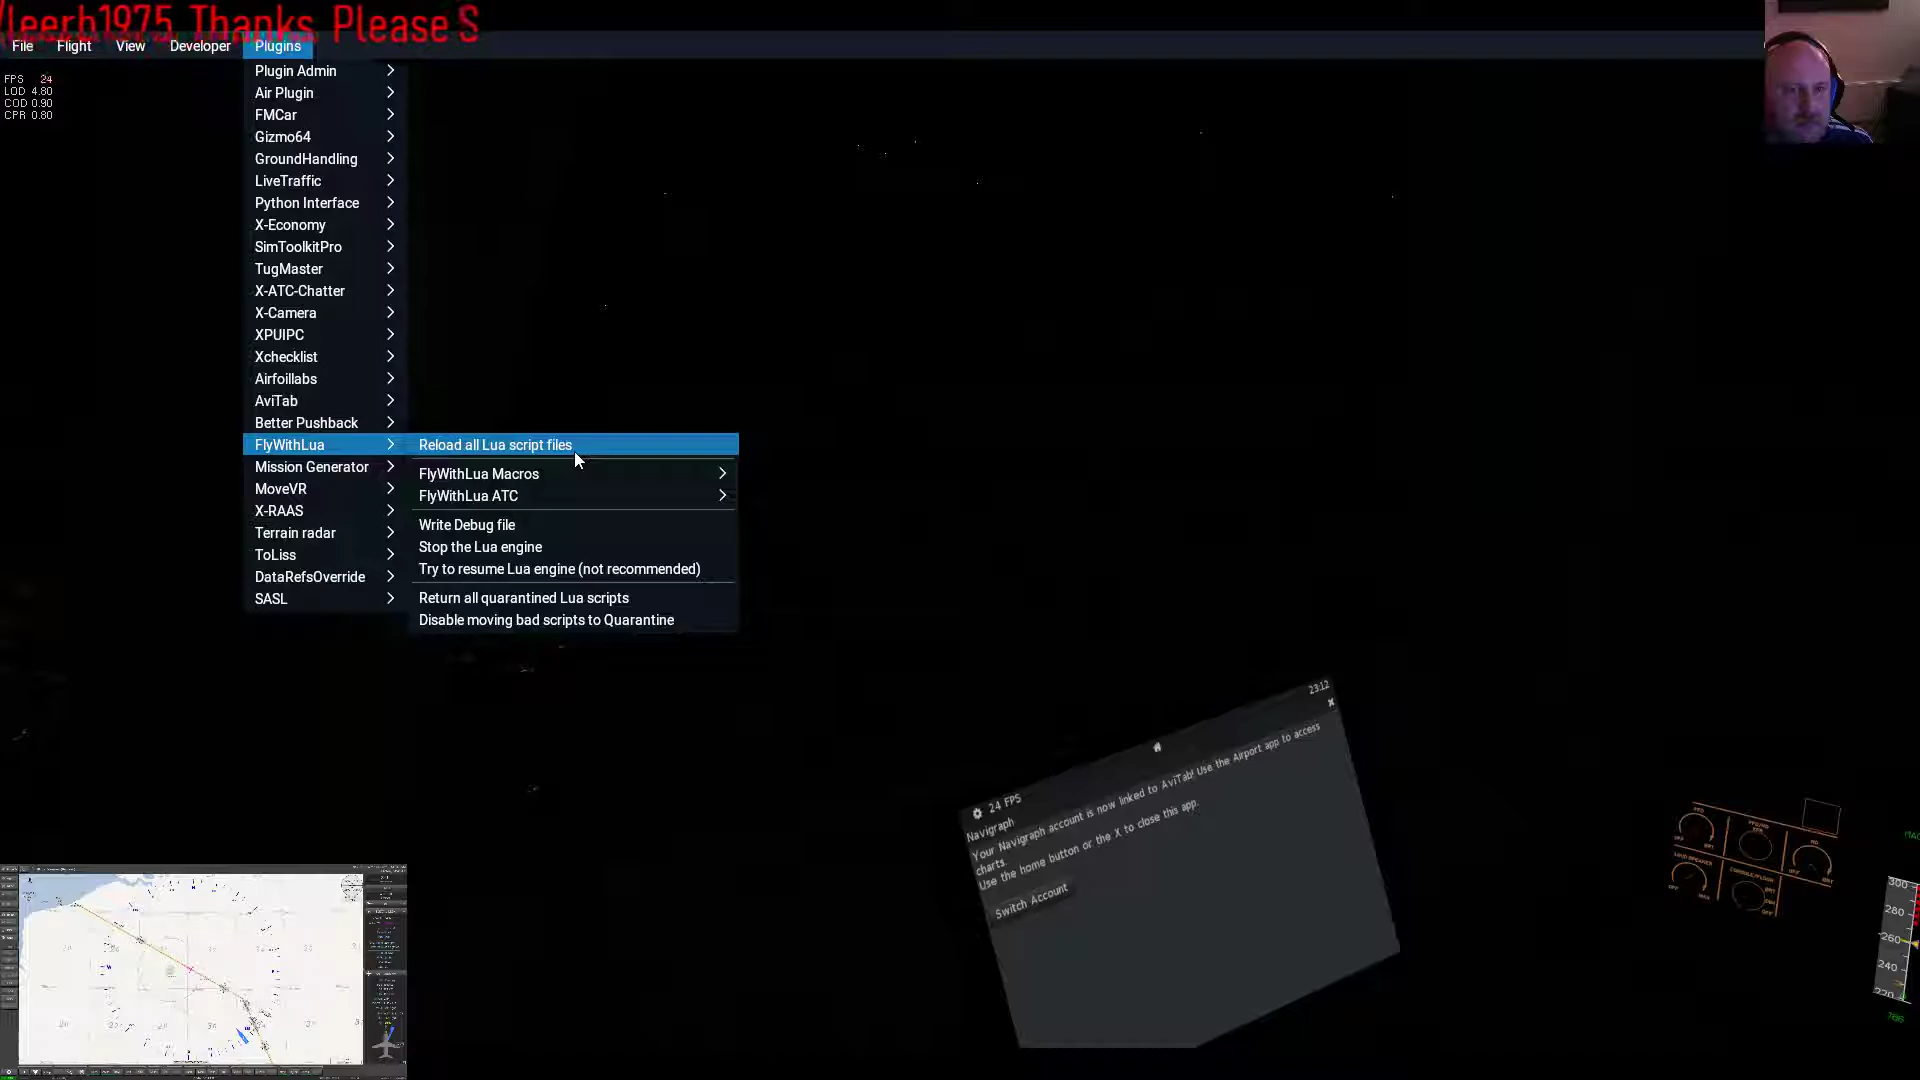 /leerh1975 Thanks Please S
File Flight View Developer Plugins
FPS 24
LOD 4.80
COD 0.90
CPR 0.80
Plugin Admin
Air Plugin
FMCar
Gizmo64
GroundHandling
LiveTraffic
Python Interface
X-Economy
SimToolkitPro
TugMaster
X-ATC-Chatter
X-Camera
XPUIPC
Xchecklist
Airfoillabs
AviTab
Better Pushback
FlyWithLua
Mission Generator
MoveVR
X-RAAS
Terrain radar
ToLiss
DataRefsOverride
SASL
Reload all Lua script files
FlyWithLua Macros
FlyWithLua ATC
Write Debug file
Stop the Lua engine
Try to resume Lua engine (not recommended)
Return all quarantined Lua scripts
Disable moving bad scripts to Quarantine
23:12
24 FPS
Navigraph
Your Navigraph account is now linked to AviTab! Use the Airport app to access
charts.
Use the home button or the X to close this app.
Switch Account
LOUD SPEAKER
CONSOLE/FLOOR
300
280
260
240
220